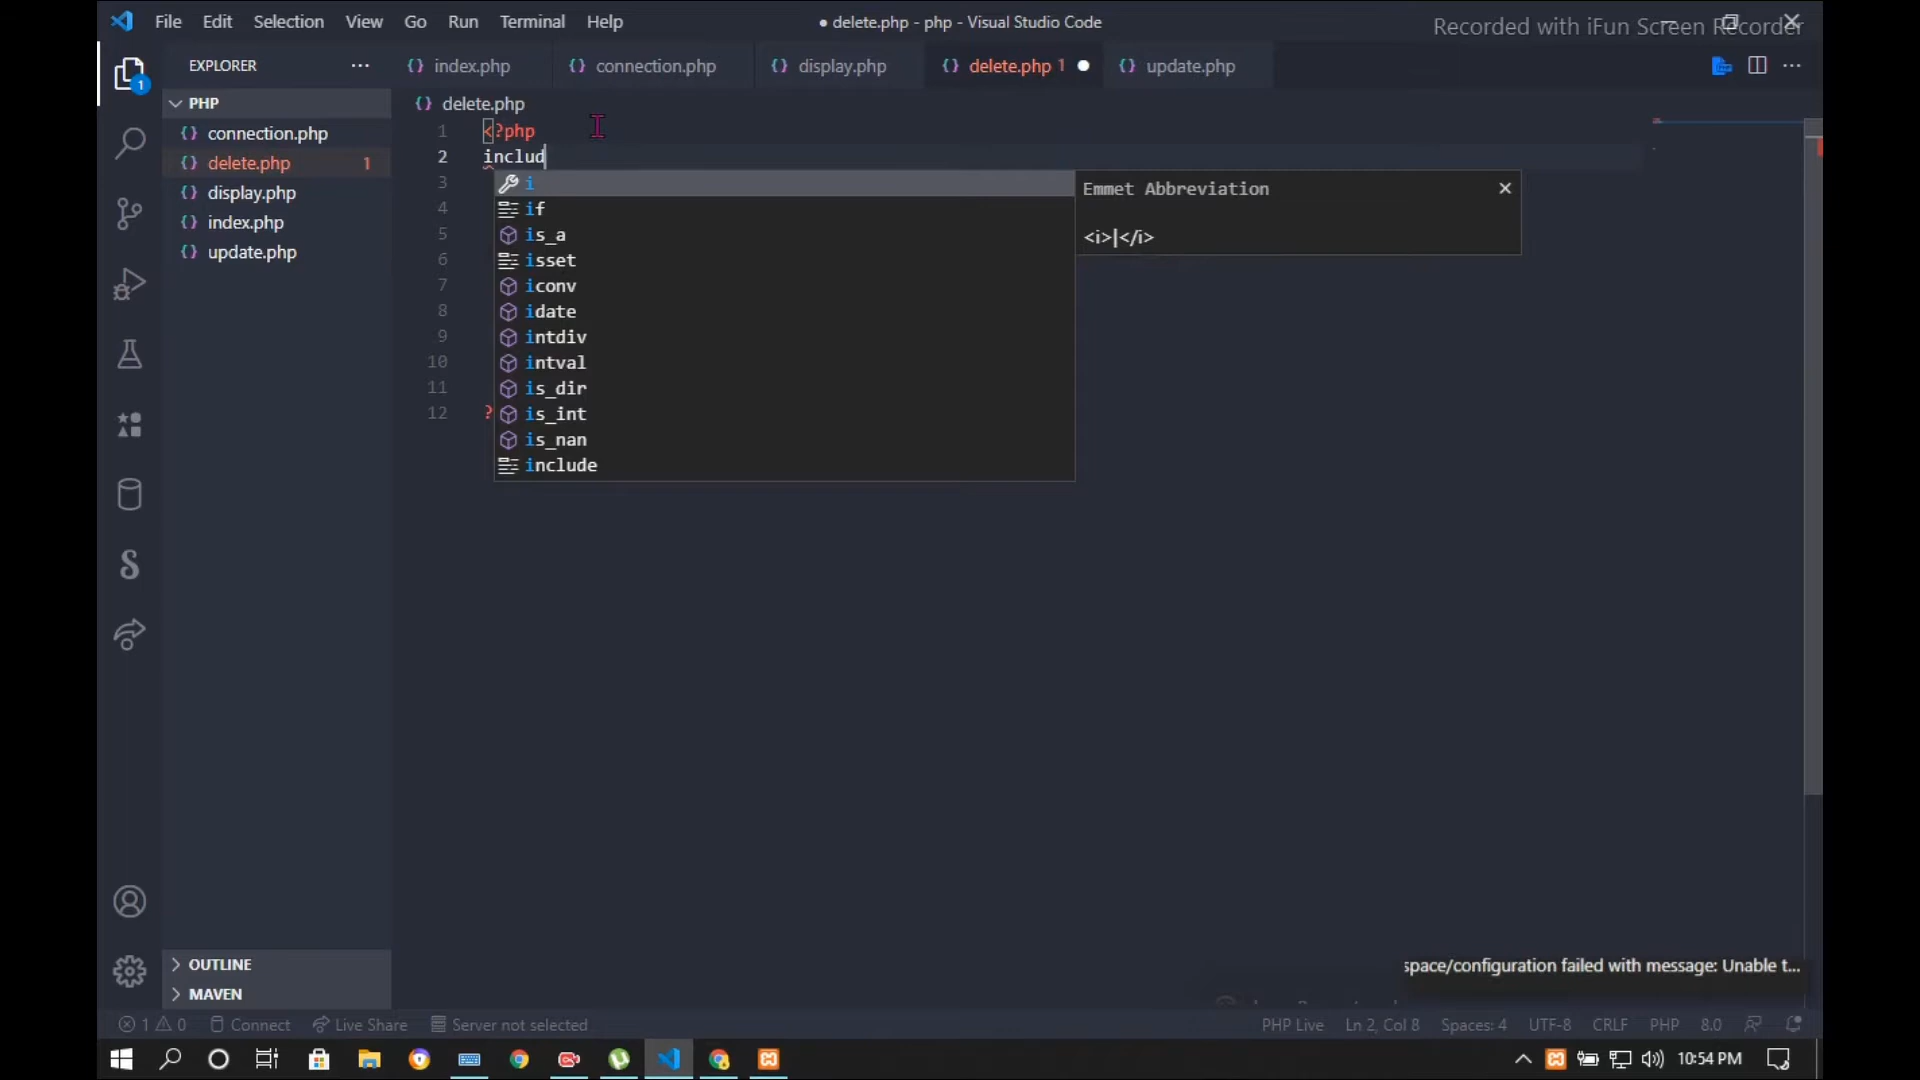 File Edit Selection View Go Run Terminal Help
● delete.php - php - Visual Studio Code
Recorded with iFun Screen Recorder
EXPLORER ···
index.php
connection.php
display.php
delete.php 1
update.php
PHP
connection.php
delete.php 1
display.php
index.php
update.php
delete.php
1 <?php
2 includ
3
4
5
6
7
8
9
10
11
12 ?
i
if
is_a
isset
iconv
idate
intdiv
intval
is_dir
is_int
is_nan
include
Emmet Abbreviation
<i>|</i>
1
OUTLINE
MAVEN
space/configuration failed with message: Unable t...
1 0 Connect Live Share Server not selected
PHP Live Ln 2, Col 8 Spaces: 4 UTF-8 CRLF PHP 8.0
10:54 PM